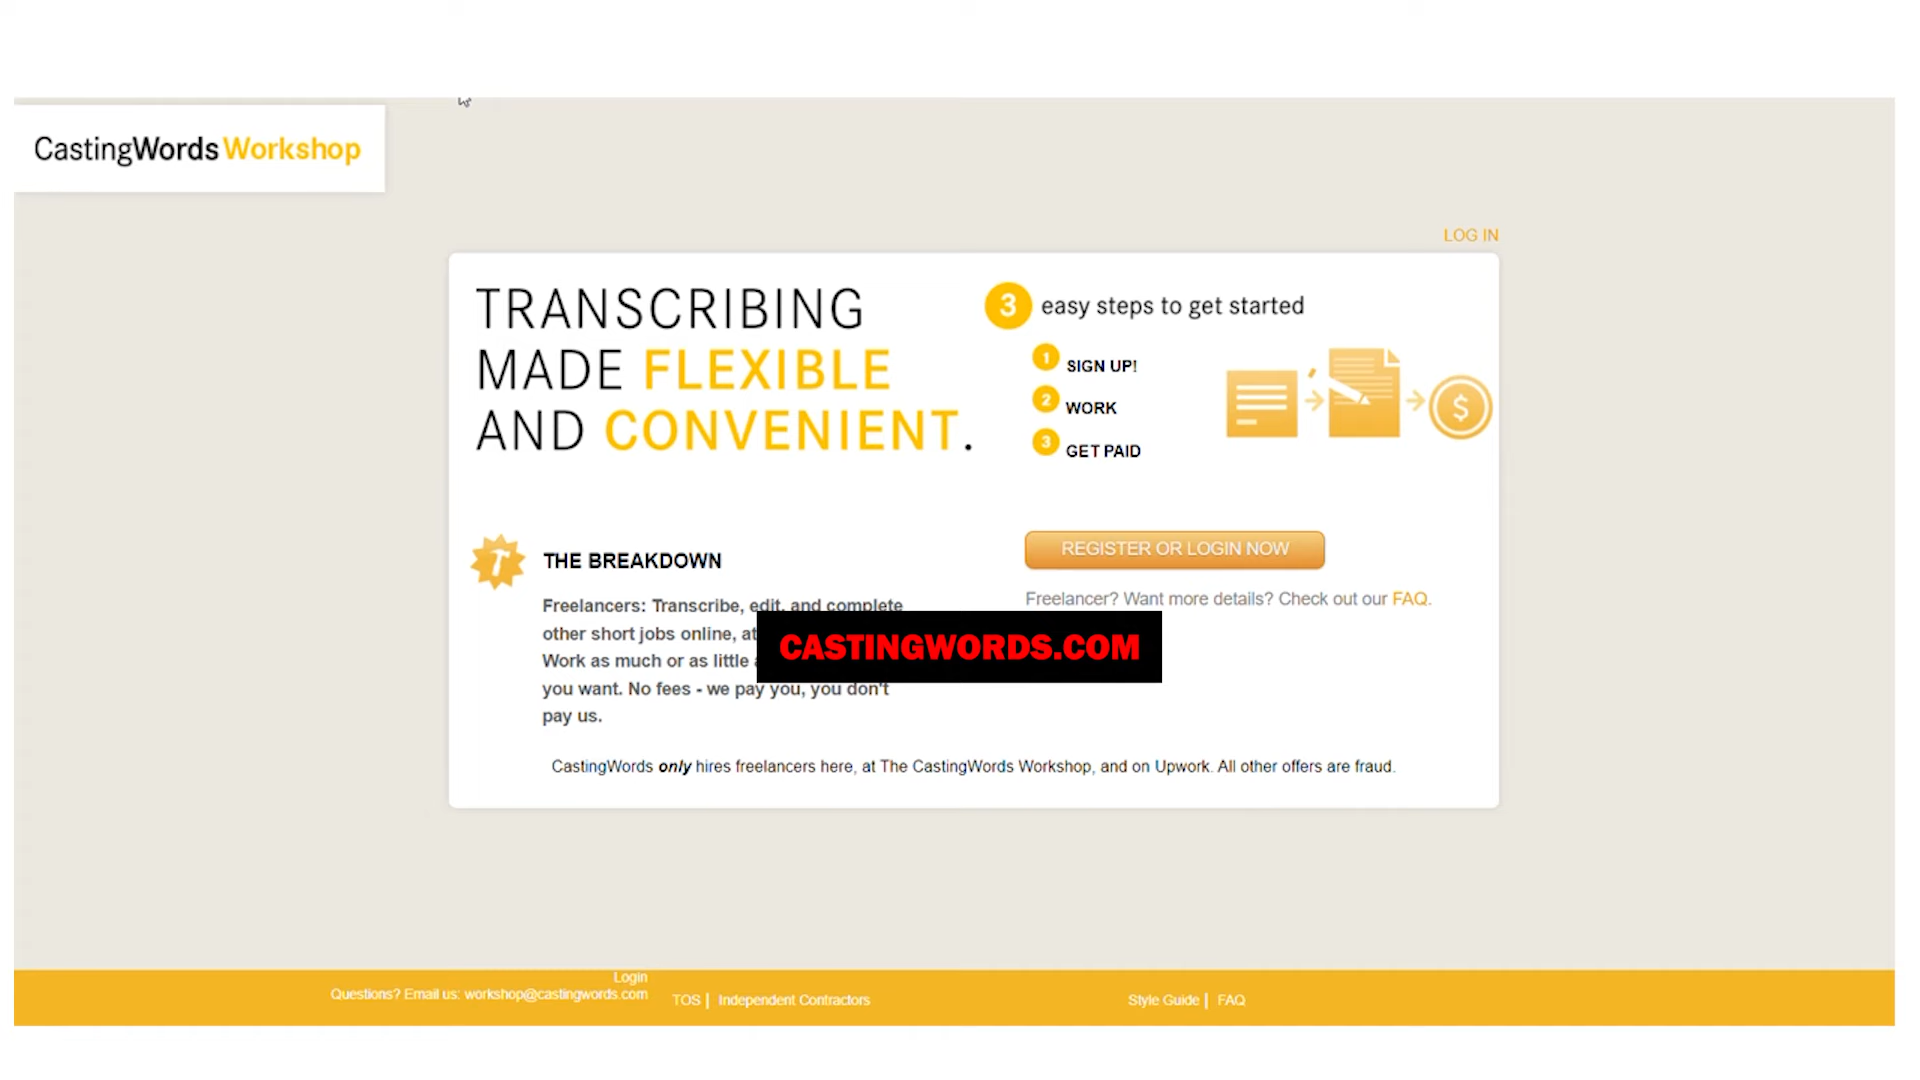 CastingWords Workshop
LOG IN
TRANSCRIBING
MADE FLEXIBLE
AND CONVENIENT.
3 easy steps to get started
1 SIGN UP!
2 WORK
3 GET PAID
$
THE BREAKDOWN
Freelancers: Transcribe, edit, and complete
other short jobs online, at
Work as much or as little
you want. No fees - we pay you, you don't
pay us.
REGISTER OR LOGIN NOW
Freelancer? Want more details? Check out our FAQ.
CASTINGWORDS.COM
CastingWords only hires freelancers here, at The CastingWords Workshop, and on Upwork. All other offers are fraud.
Login
Questions? Email us: workshop@castingwords.com
TOS | Independent Contractors
Style Guide | FAQ